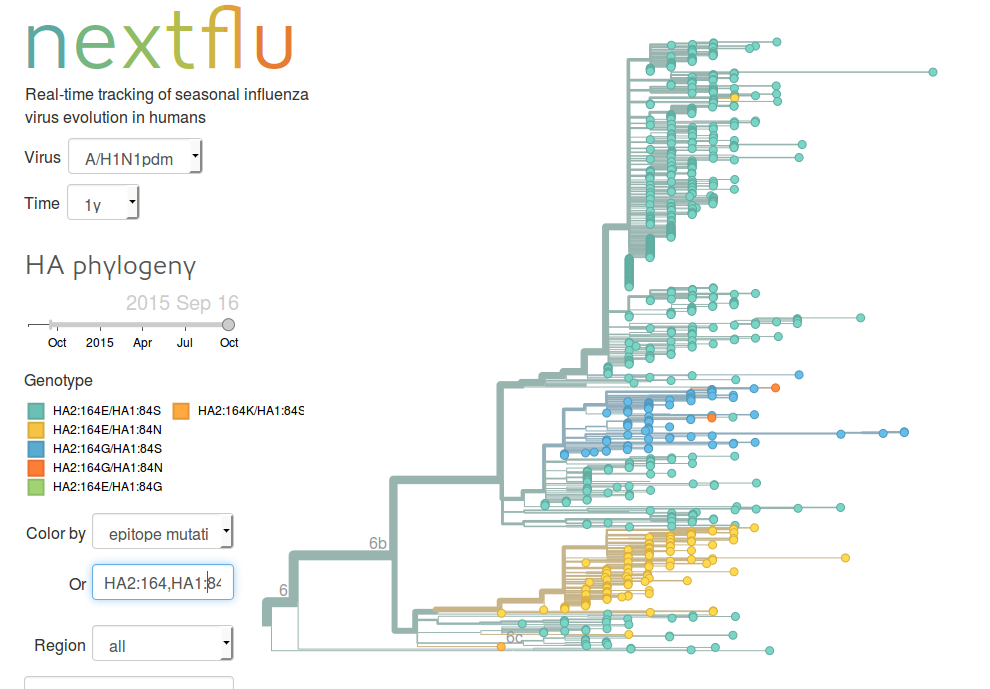 nextflu
Real-time tracking of seasonal influenza
virus evolution in humans
Virus A/H1N1pdm
Time 1y
HA phylogeny
2015 Sep 16
Oct 2015 Apr Jul Oct
Genotype
HA2:164E/HA1:84S HA2:164K/HA1:84S
HA2:164E/HA1:84N
HA2:164G/HA1:84S
HA2:164G/HA1:84N
HA2:164E/HA1:84G
Color by epitope mutati
Or HA2:164,HA1:84
Region all
6b
6
6c